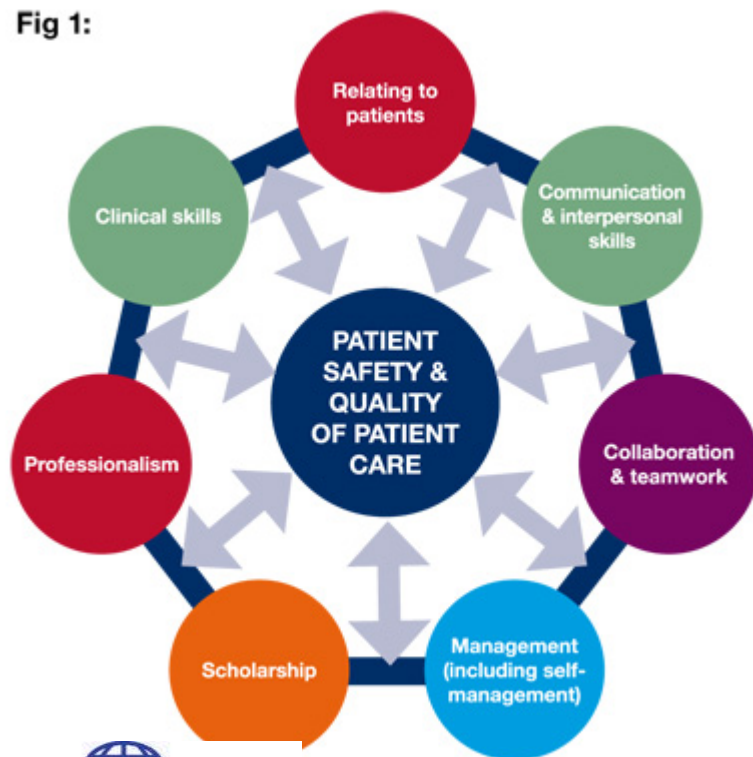 Fig 1:
Relating to
patients
Communication
& interpersonal
skills
Collaboration
& teamwork
Management
(including self-
management)
Scholarship
Professionalism
Clinical skills
PATIENT
SAFETY &
QUALITY
OF PATIENT
CARE